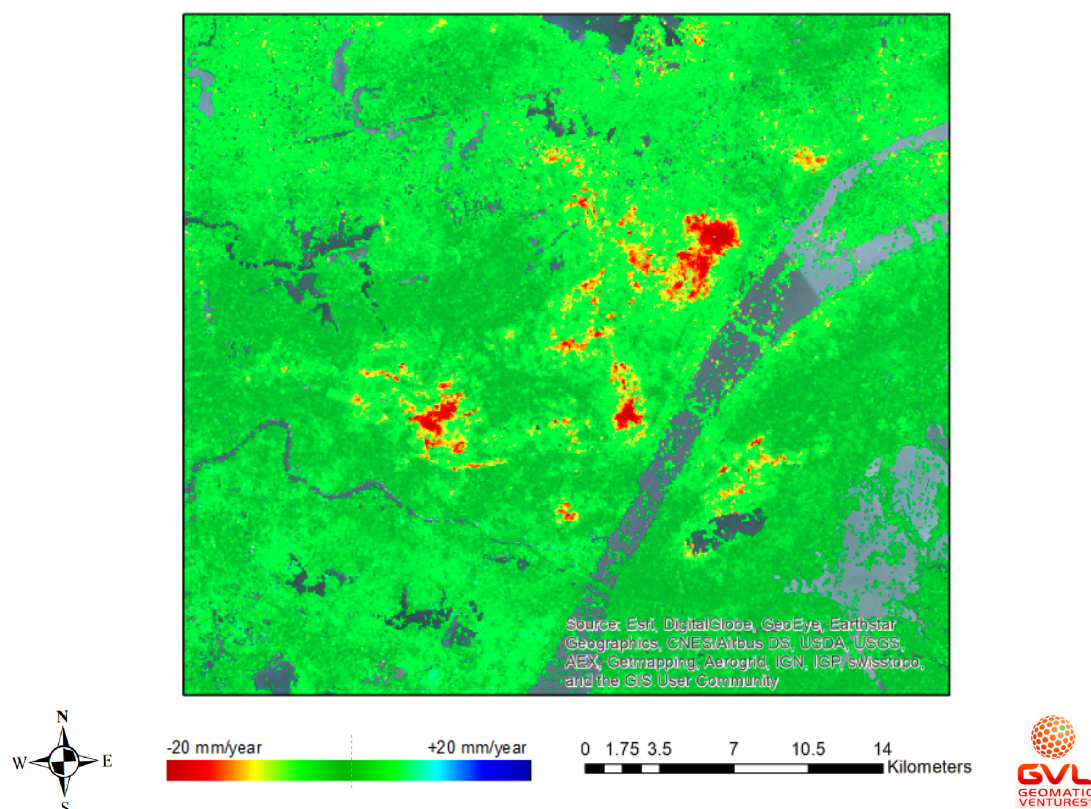 Source: Esri, DigitalGlobe, GeoEye, Earthstar
Geographics, CNES/Airbus DS, USDA, USGS,
AEX, Getmapping, Aerogrid, IGN, IGP, swisstopo,
and the GIS User Community
N
W E
S
-20 mm/year +20 mm/year
0 1.75 3.5 7 10.5 14
Kilometers
GVL
GEOMATIC
VENTURES